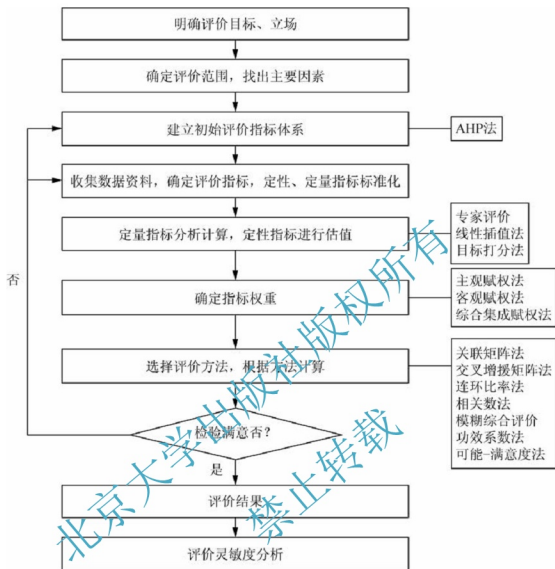 明确评价目标、立场
确定评价范围，找出主要因素
建立初始评价指标体系
AHP法
收集数据资料，确定评价指标，定性、定量指标标准化
定量指标分析计算，定性指标进行估值
专家评价
线性插值法
目标打分法
否
确定指标权重
主观赋权法
客观赋权法
综合集成赋权法
选择评价方法，根据方法计算
关联矩阵法
交叉增援矩阵法
连环比率法
相关数法
模糊综合评价
功效系数法
可能-满意度法
检验满意否？
是
评价结果
评价灵敏度分析
北京大学出版社版权所有
禁止转载